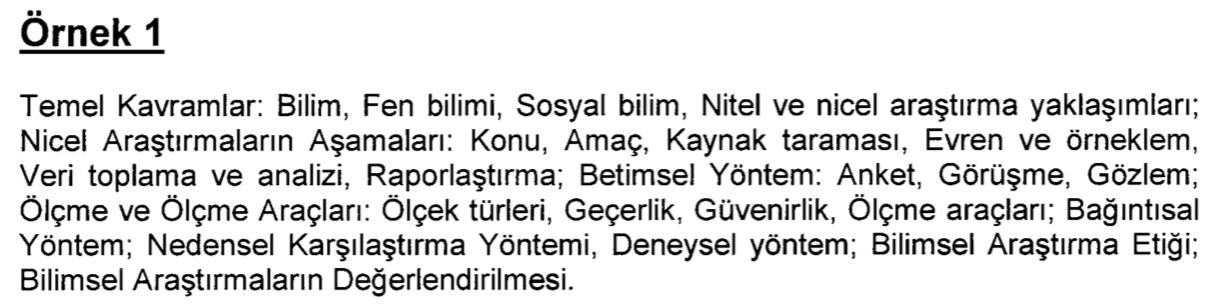 Örnek 1
Temel Kavramlar: Bilim, Fen bilimi, Sosyal bilim, Nitel ve nicel araştırma yaklaşımları;
Nicel Araştırmaların Aşamaları: Konu, Amaç, Kaynak taraması, Evren ve örneklem,
Veri toplama ve analizi, Raporlaştırma; Betimsel Yöntem: Anket, Görüşme, Gözlem;
Ölçme ve Ölçme Araçları: Ölçek türleri, Geçerlik, Güvenirlik, Ölçme araçları; Bağıntısal
Yöntem; Nedensel Karşılaştırma Yöntemi, Deneysel yöntem; Bilimsel Araştırma Etiği;
Bilimsel Araştırmaların Değerlendirilmesi.